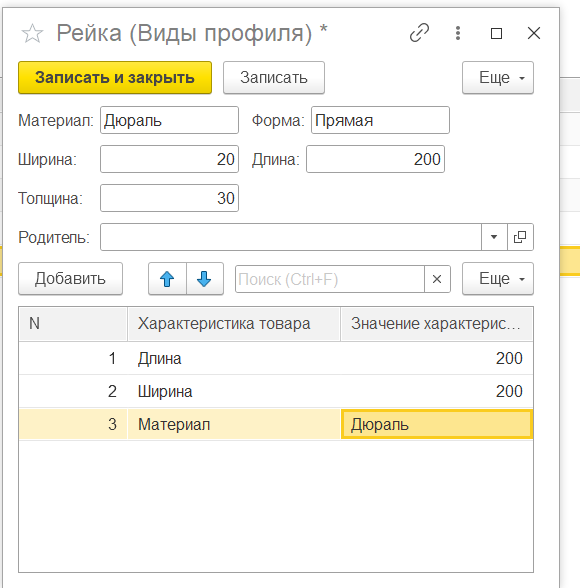 Рейка (Виды профиля) *
Записать и закрыть Записать Еще
Материал: Дюраль Форма: Прямая
Ширина: 20 Длина: 200
Толщина: 30
Родитель:
Добавить Поиск (Ctrl+F) Еще
N Характеристика товара Значение характерис...
1 Длина 200
2 Ширина 200
3 Материал Дюраль